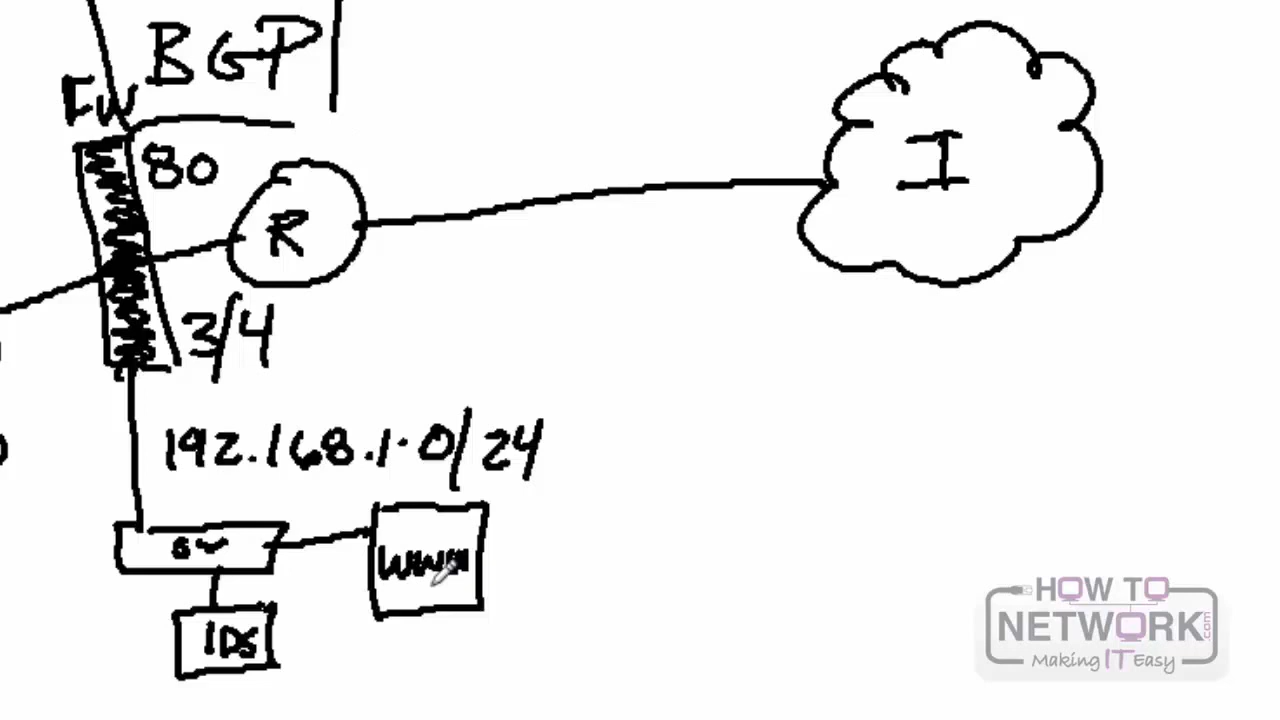 BGP
FW
80
R
I
3/4
192.168.1.0/24
SW
WWW
IDS
HOW TO
NETWORK.com
Making IT Easy